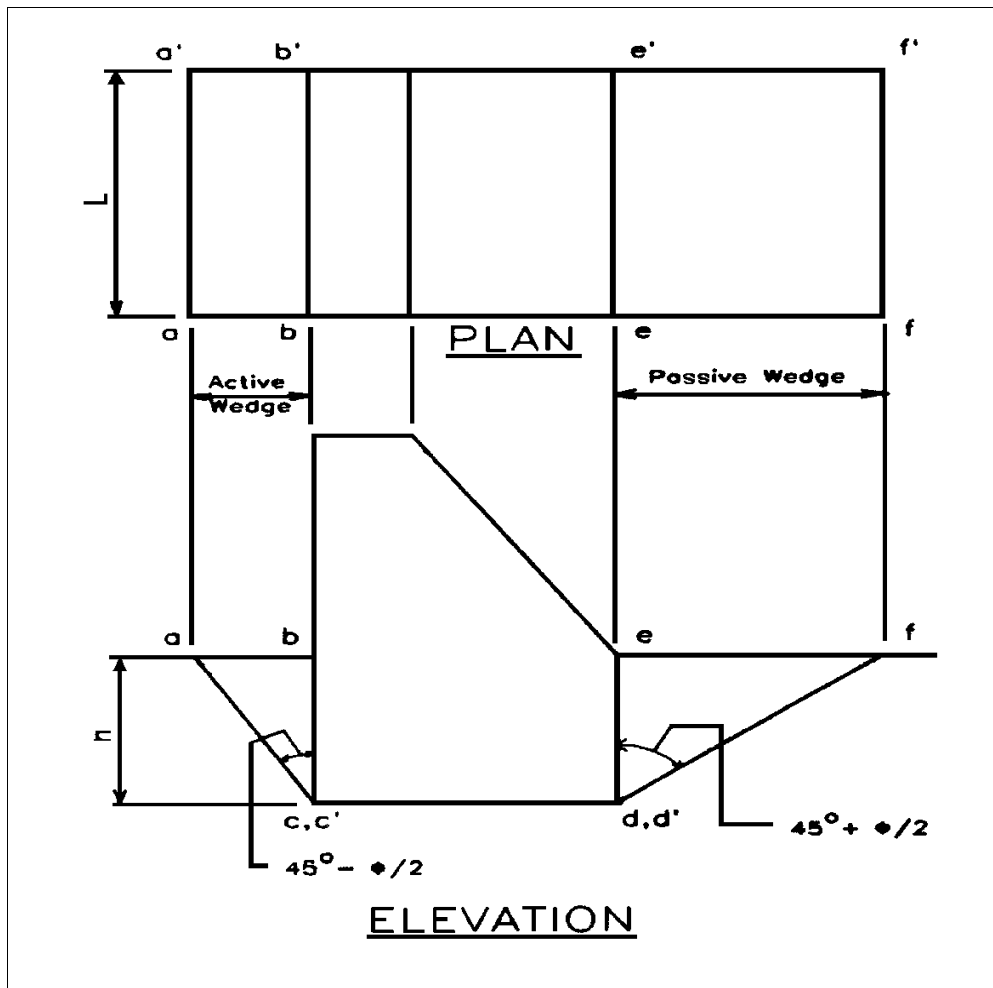 a' b' e' f'
L
a b e f
PLAN
Active
Wedge
Passive Wedge
a b e f
n
c,c' d,d'
45° + Φ/2
45° − Φ/2
ELEVATION